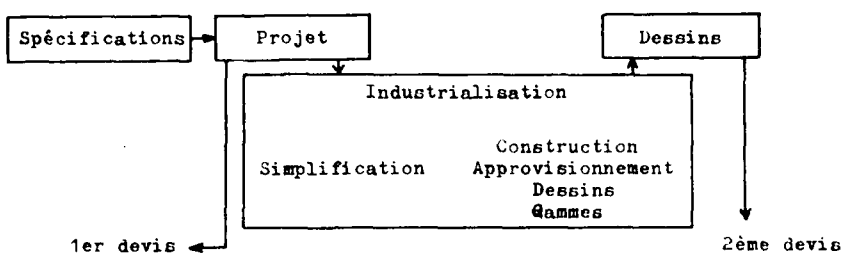 Spécifications
Projet
Dessins
Industrialisation
Construction
Simplification
Approvisionnement
Dessins
Gammes
1er devis
2ème devis